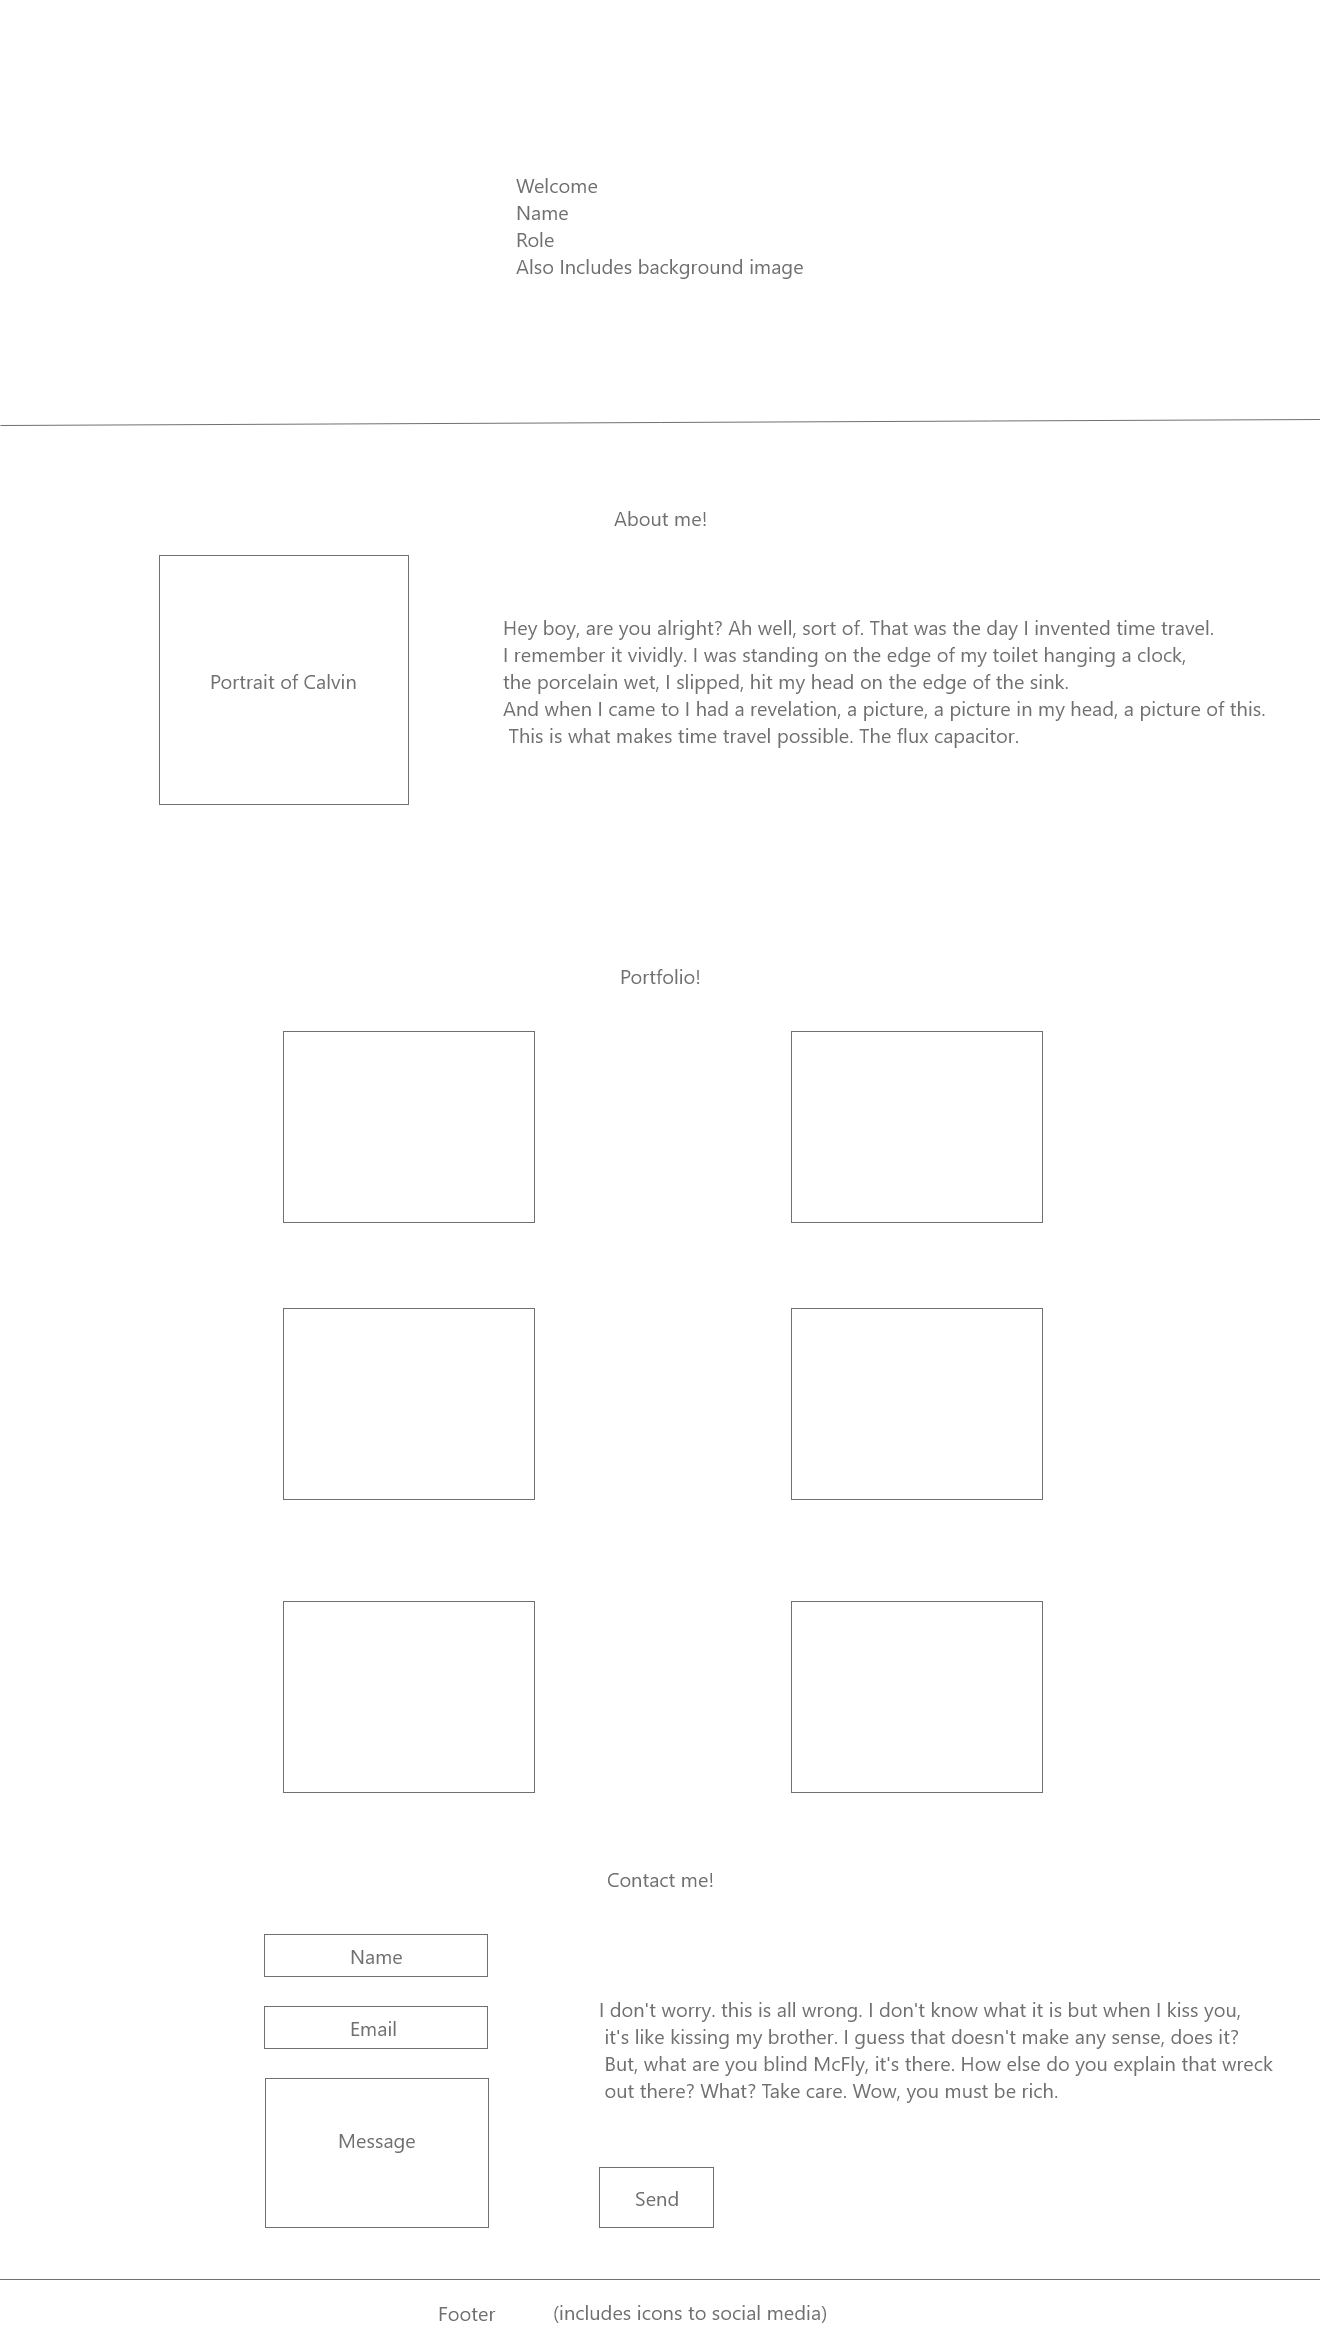 Welcome
Name
Role
Also Includes background image
About me!
Portrait of Calvin
Hey boy, are you alright? Ah well, sort of. That was the day I invented time travel.
I remember it vividly. I was standing on the edge of my toilet hanging a clock,
the porcelain wet, I slipped, hit my head on the edge of the sink.
And when I came to I had a revelation, a picture, a picture in my head, a picture of this.
This is what makes time travel possible. The flux capacitor.
Portfolio!
Contact me!
Name
Email
Message
I don't worry. this is all wrong. I don't know what it is but when I kiss you,
it's like kissing my brother. I guess that doesn't make any sense, does it?
But, what are you blind McFly, it's there. How else do you explain that wreck
out there? What? Take care. Wow, you must be rich.
Send
Footer (includes icons to social media)